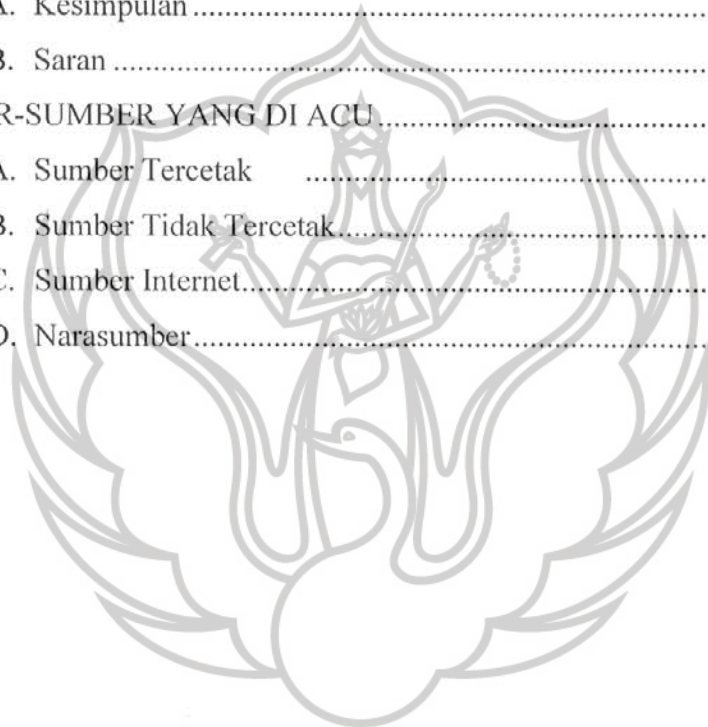 A. Kesimpulan
B. Saran
R-SUMBER YANG DI ACU
A. Sumber Tercetak
B. Sumber Tidak Tercetak
C. Sumber Internet
D. Narasumber